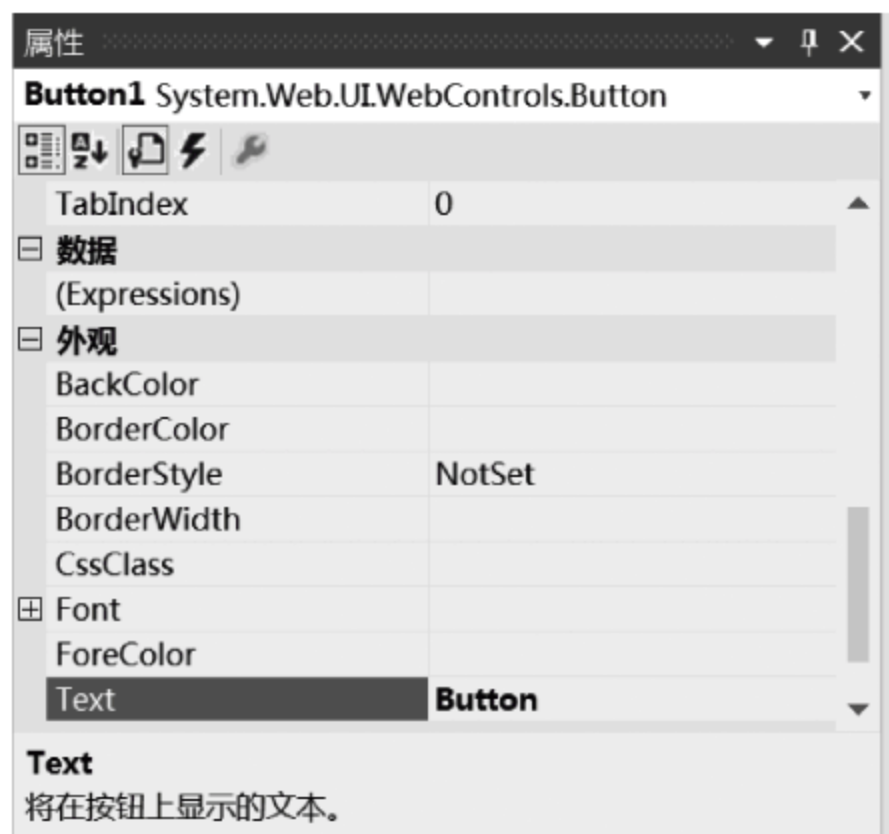 属性
Button1 System.Web.UI.WebControls.Button
TabIndex 0
数据
(Expressions)
外观
BackColor
BorderColor
BorderStyle NotSet
BorderWidth
CssClass
Font
ForeColor
Text Button
Text
将在按钮上显示的文本。